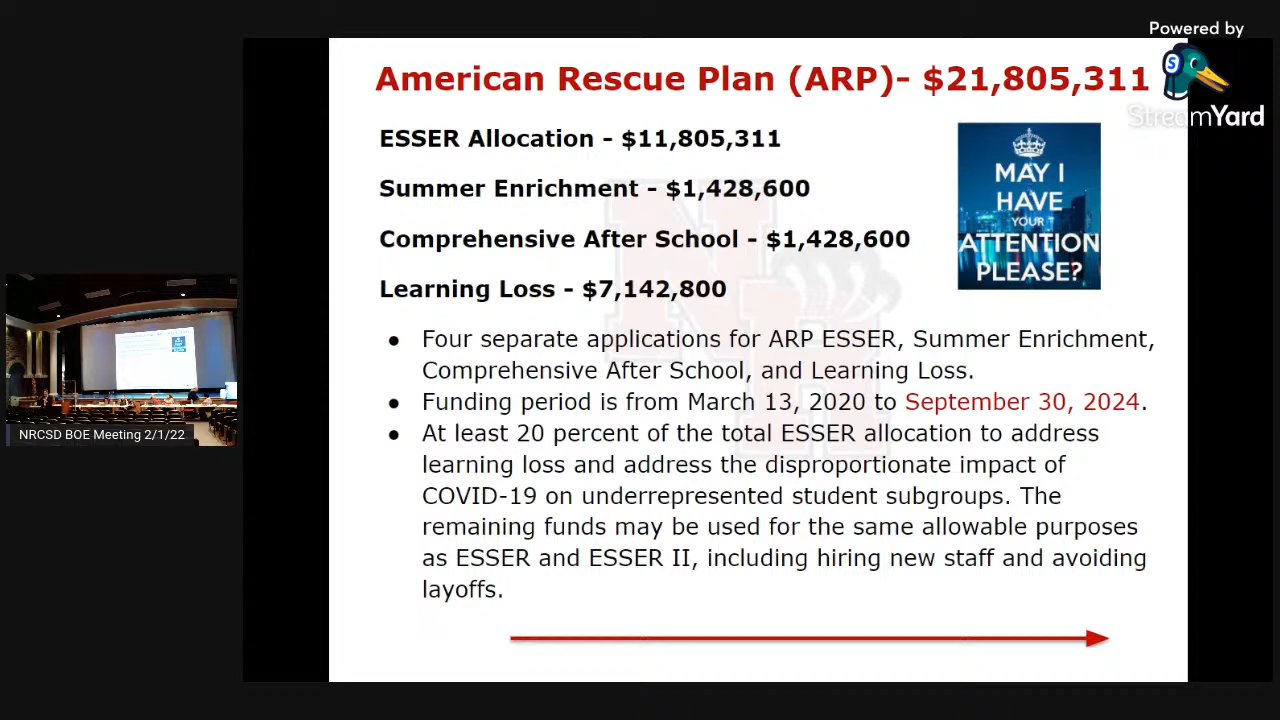 Powered by
StreamYard
American Rescue Plan (ARP)- $21,805,311
ESSER Allocation - $11,805,311
Summer Enrichment - $1,428,600
Comprehensive After School - $1,428,600
Learning Loss - $7,142,800
MAY I
HAVE
YOUR
ATTENTION
PLEASE?
● Four separate applications for ARP ESSER, Summer Enrichment,
Comprehensive After School, and Learning Loss.
● Funding period is from March 13, 2020 to September 30, 2024.
● At least 20 percent of the total ESSER allocation to address
learning loss and address the disproportionate impact of
COVID-19 on underrepresented student subgroups. The
remaining funds may be used for the same allowable purposes
as ESSER and ESSER II, including hiring new staff and avoiding
layoffs.
NRCSD BOE Meeting 2/1/22